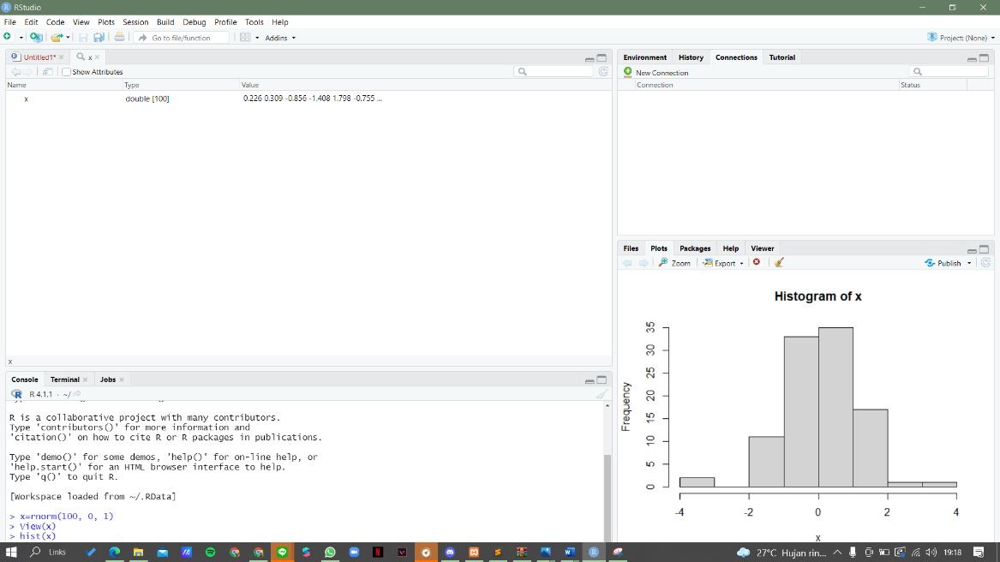 RStudio
File Edit Code View Plots Session Build Debug Profile Tools Help
Go to file/function Addins Project: (None)
Untitled1* x
Show Attributes
Name Type Value
x double [100] 0.226 0.309 -0.856 -1.408 1.798 -0.755 ...
x
Console Terminal Jobs
R 4.1.1 · ~/
R is a collaborative project with many contributors.
Type 'contributors()' for more information and
'citation()' on how to cite R or R packages in publications.
Type 'demo()' for some demos, 'help()' for on-line help, or
'help.start()' for an HTML browser interface to help.
Type 'q()' to quit R.
[Workspace loaded from ~/.RData]
> x=rnorm(100, 0, 1)
> View(x)
> hist(x)
Environment History Connections Tutorial
New Connection
Connection Status
Files Plots Packages Help Viewer
Zoom Export Publish
Histogram of x
Frequency
35
30
25
20
15
10
5
0
-4 -2 0 2 4
x
Links 27°C Hujan rin... 19:18